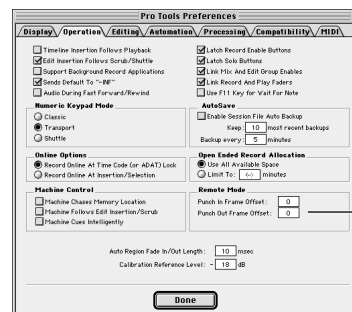 Pro Tools Preferences
Display Operation Editing Automation Processing Compatibility MIDI
Timeline Insertion Follows Playback
Edit Insertion Follows Scrub/Shuttle
Support Background Record Applications
Sends Default To "-INF"
Audio During Fast Forward/Rewind
Latch Record Enable Buttons
Latch Solo Buttons
Link Mix And Edit Group Enables
Link Record And Play Faders
Use F11 Key for Wait For Note
Numeric Keypad Mode
Classic
Transport
Shuttle
AutoSave
Enable Session File Auto Backup
Keep: 10 most recent backups
Backup every: 5 minutes
Online Options
Record Online At Time Code (or ADAT) Lock
Record Online At Insertion/Selection
Open Ended Record Allocation
Use All Available Space
Limit To: minutes
Machine Control
Machine Chases Memory Location
Machine Follows Edit Insertion/Scrub
Machine Cues Intelligently
Remote Mode
Punch In Frame Offset: 0
Punch Out Frame Offset: 0
Auto Region Fade In/Out Length: 10 msec
Calibration Reference Level: - 18 dB
Done